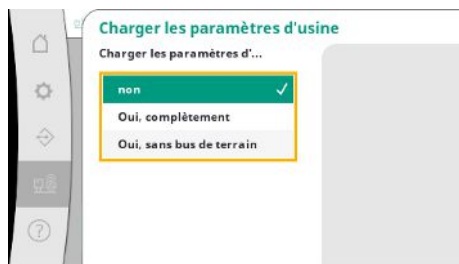 Charger les paramètres d'usine
Charger les paramètres d'...
non
Oui, complètement
Oui, sans bus de terrain